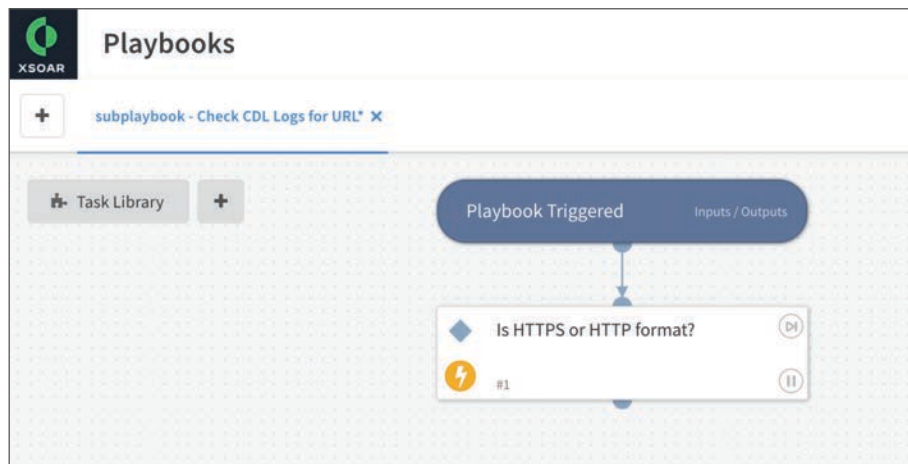 XSOAR
Playbooks
+
subplaybook - Check CDL Logs for URL* ×
Task Library
+
Playbook Triggered
Inputs / Outputs
Is HTTPS or HTTP format?
#1